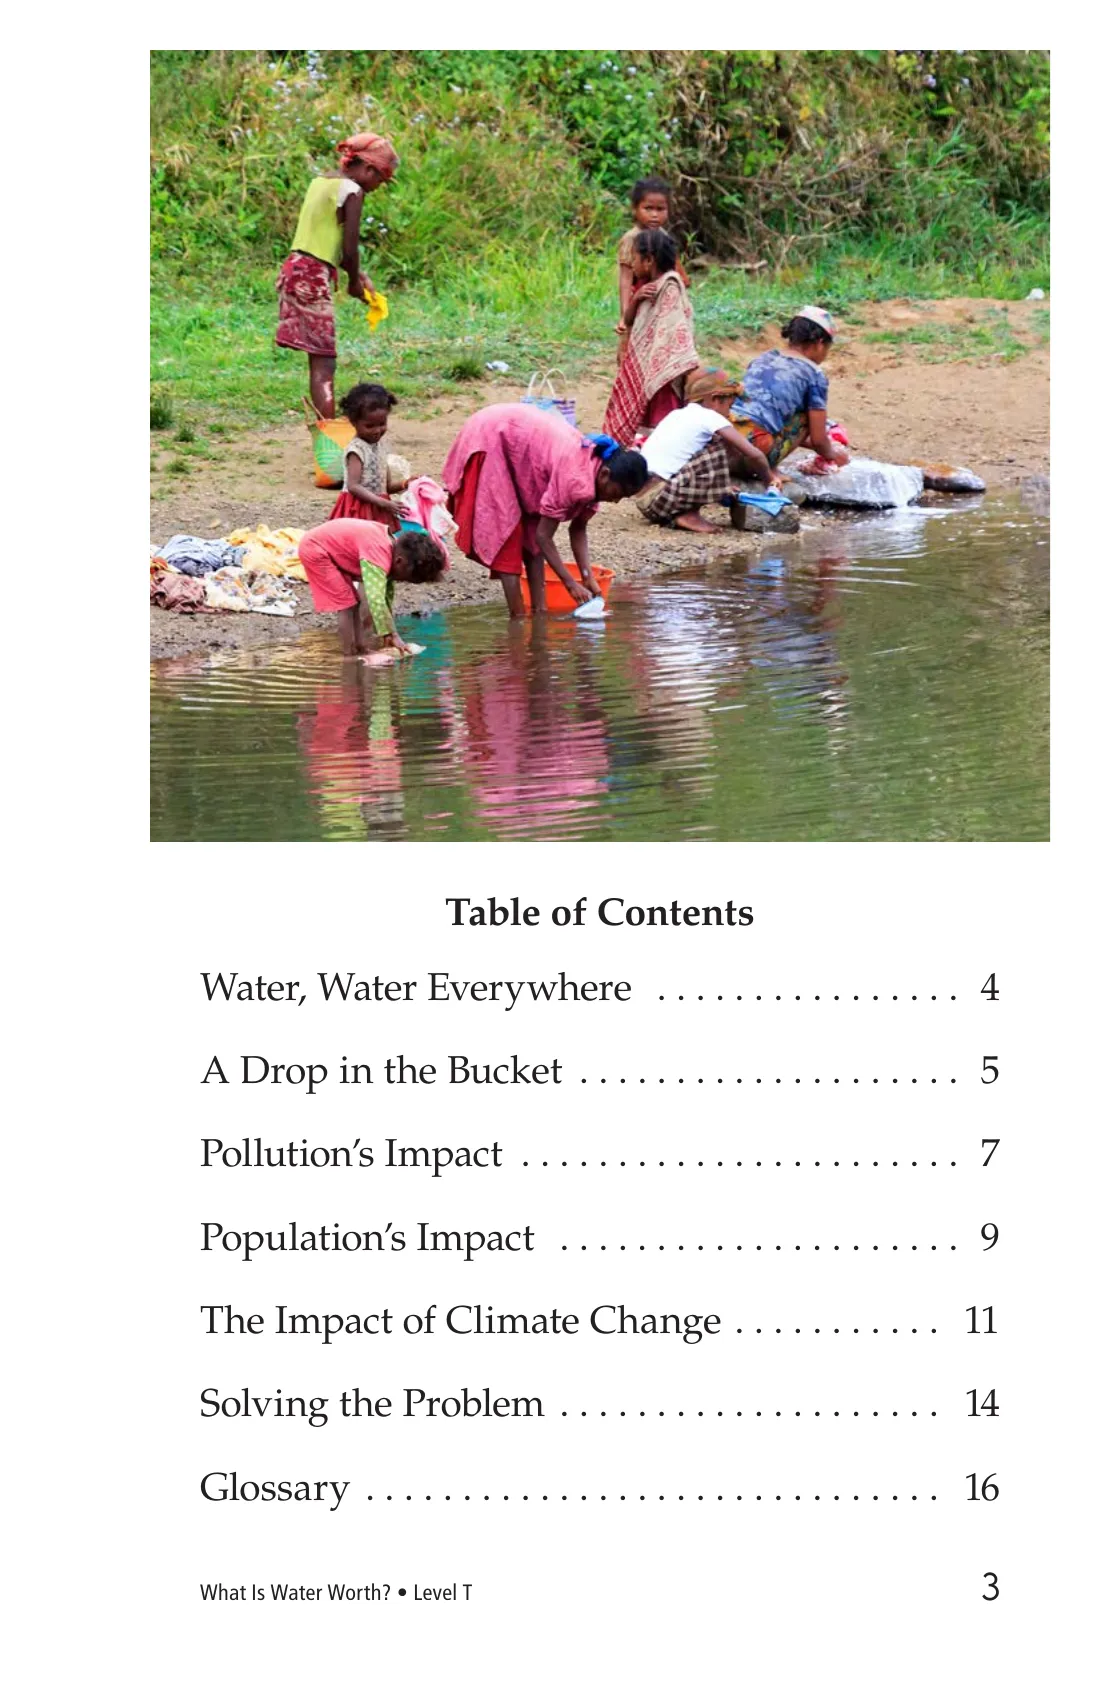 Table of Contents
Water, Water Everywhere . . . . . . . . . . . . . . . . 4
A Drop in the Bucket . . . . . . . . . . . . . . . . . . . . 5
Pollution’s Impact . . . . . . . . . . . . . . . . . . . . . . . 7
Population’s Impact . . . . . . . . . . . . . . . . . . . . . 9
The Impact of Climate Change . . . . . . . . . . . 11
Solving the Problem . . . . . . . . . . . . . . . . . . . . 14
Glossary . . . . . . . . . . . . . . . . . . . . . . . . . . . . . . 16
What Is Water Worth? • Level T 3